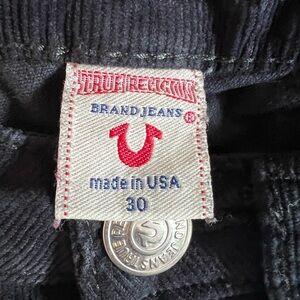 TRUE RELIGION
BRAND JEANS ®
made in USA
30